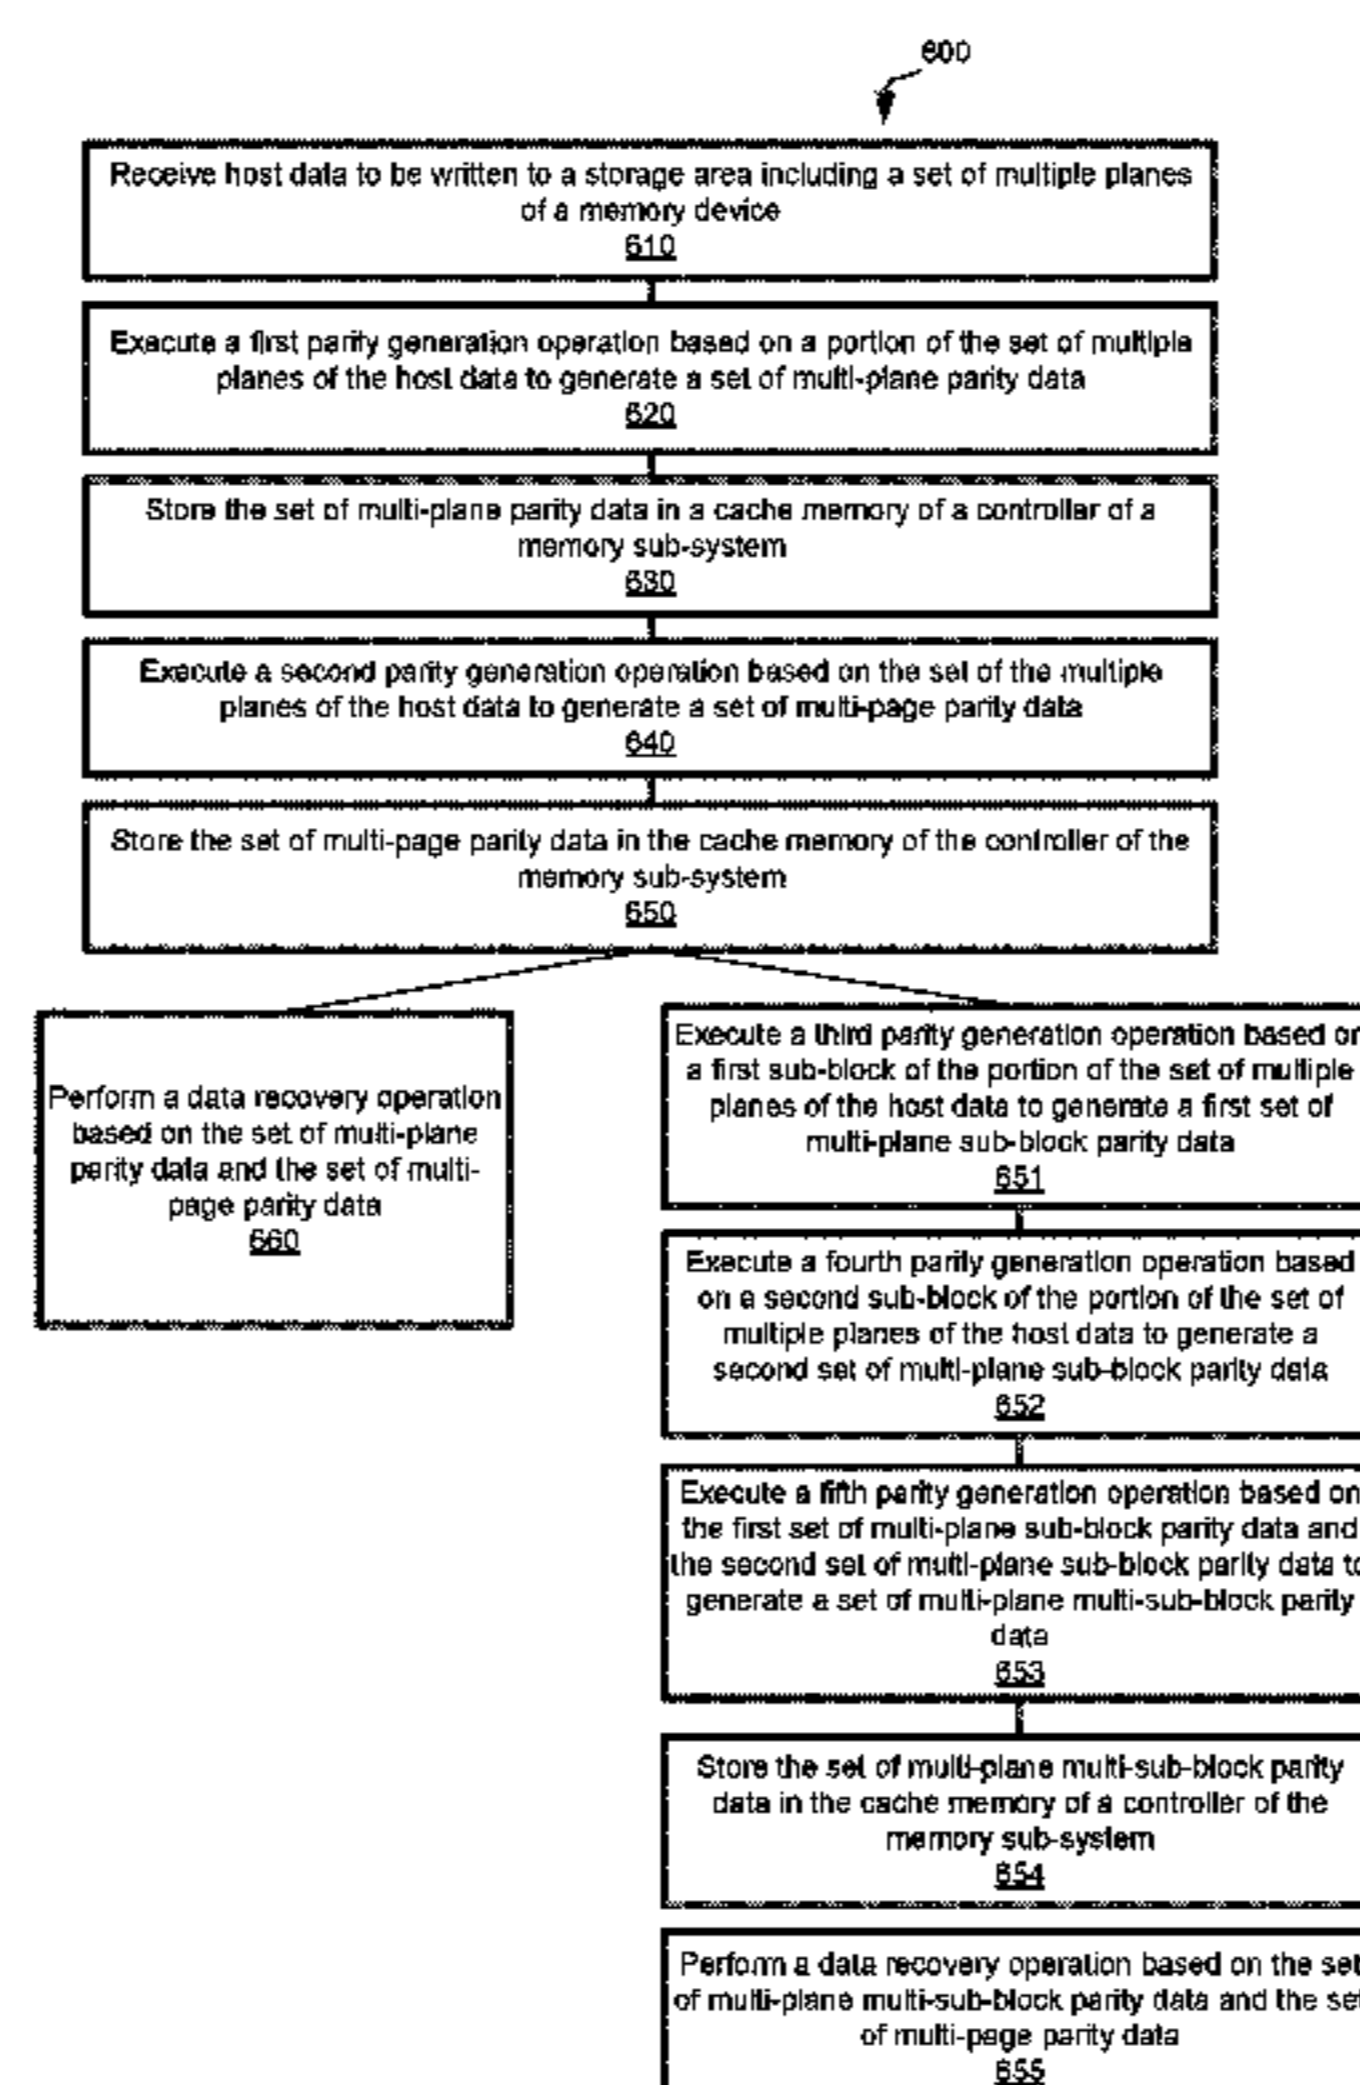 600
Receive host data to be written to a storage area including a set of multiple planes
of a memory device
610
Execute a first parity generation operation based on a portion of the set of multiple
planes of the host data to generate a set of multi-plane parity data
620
Store the set of multi-plane parity data in a cache memory of a controller of a
memory sub-system
630
Execute a second parity generation operation based on the set of the multiple
planes of the host data to generate a set of multi-page parity data
640
Store the set of multi-page parity data in the cache memory of the controller of the
memory sub-system
650
Perform a data recovery operation
based on the set of multi-plane
parity data and the set of multi-
page parity data
660
Execute a third parity generation operation based on
a first sub-block of the portion of the set of multiple
planes of the host data to generate a first set of
multi-plane sub-block parity data
651
Execute a fourth parity generation operation based
on a second sub-block of the portion of the set of
multiple planes of the host data to generate a
second set of multi-plane sub-block parity data
652
Execute a fifth parity generation operation based on
the first set of multi-plane sub-block parity data and
the second set of multi-plane sub-block parity data to
generate a set of multi-plane multi-sub-block parity
data
653
Store the set of multi-plane multi-sub-block parity
data in the cache memory of a controller of the
memory sub-system
654
Perform a data recovery operation based on the set
of multi-plane multi-sub-block parity data and the set
of multi-page parity data
655